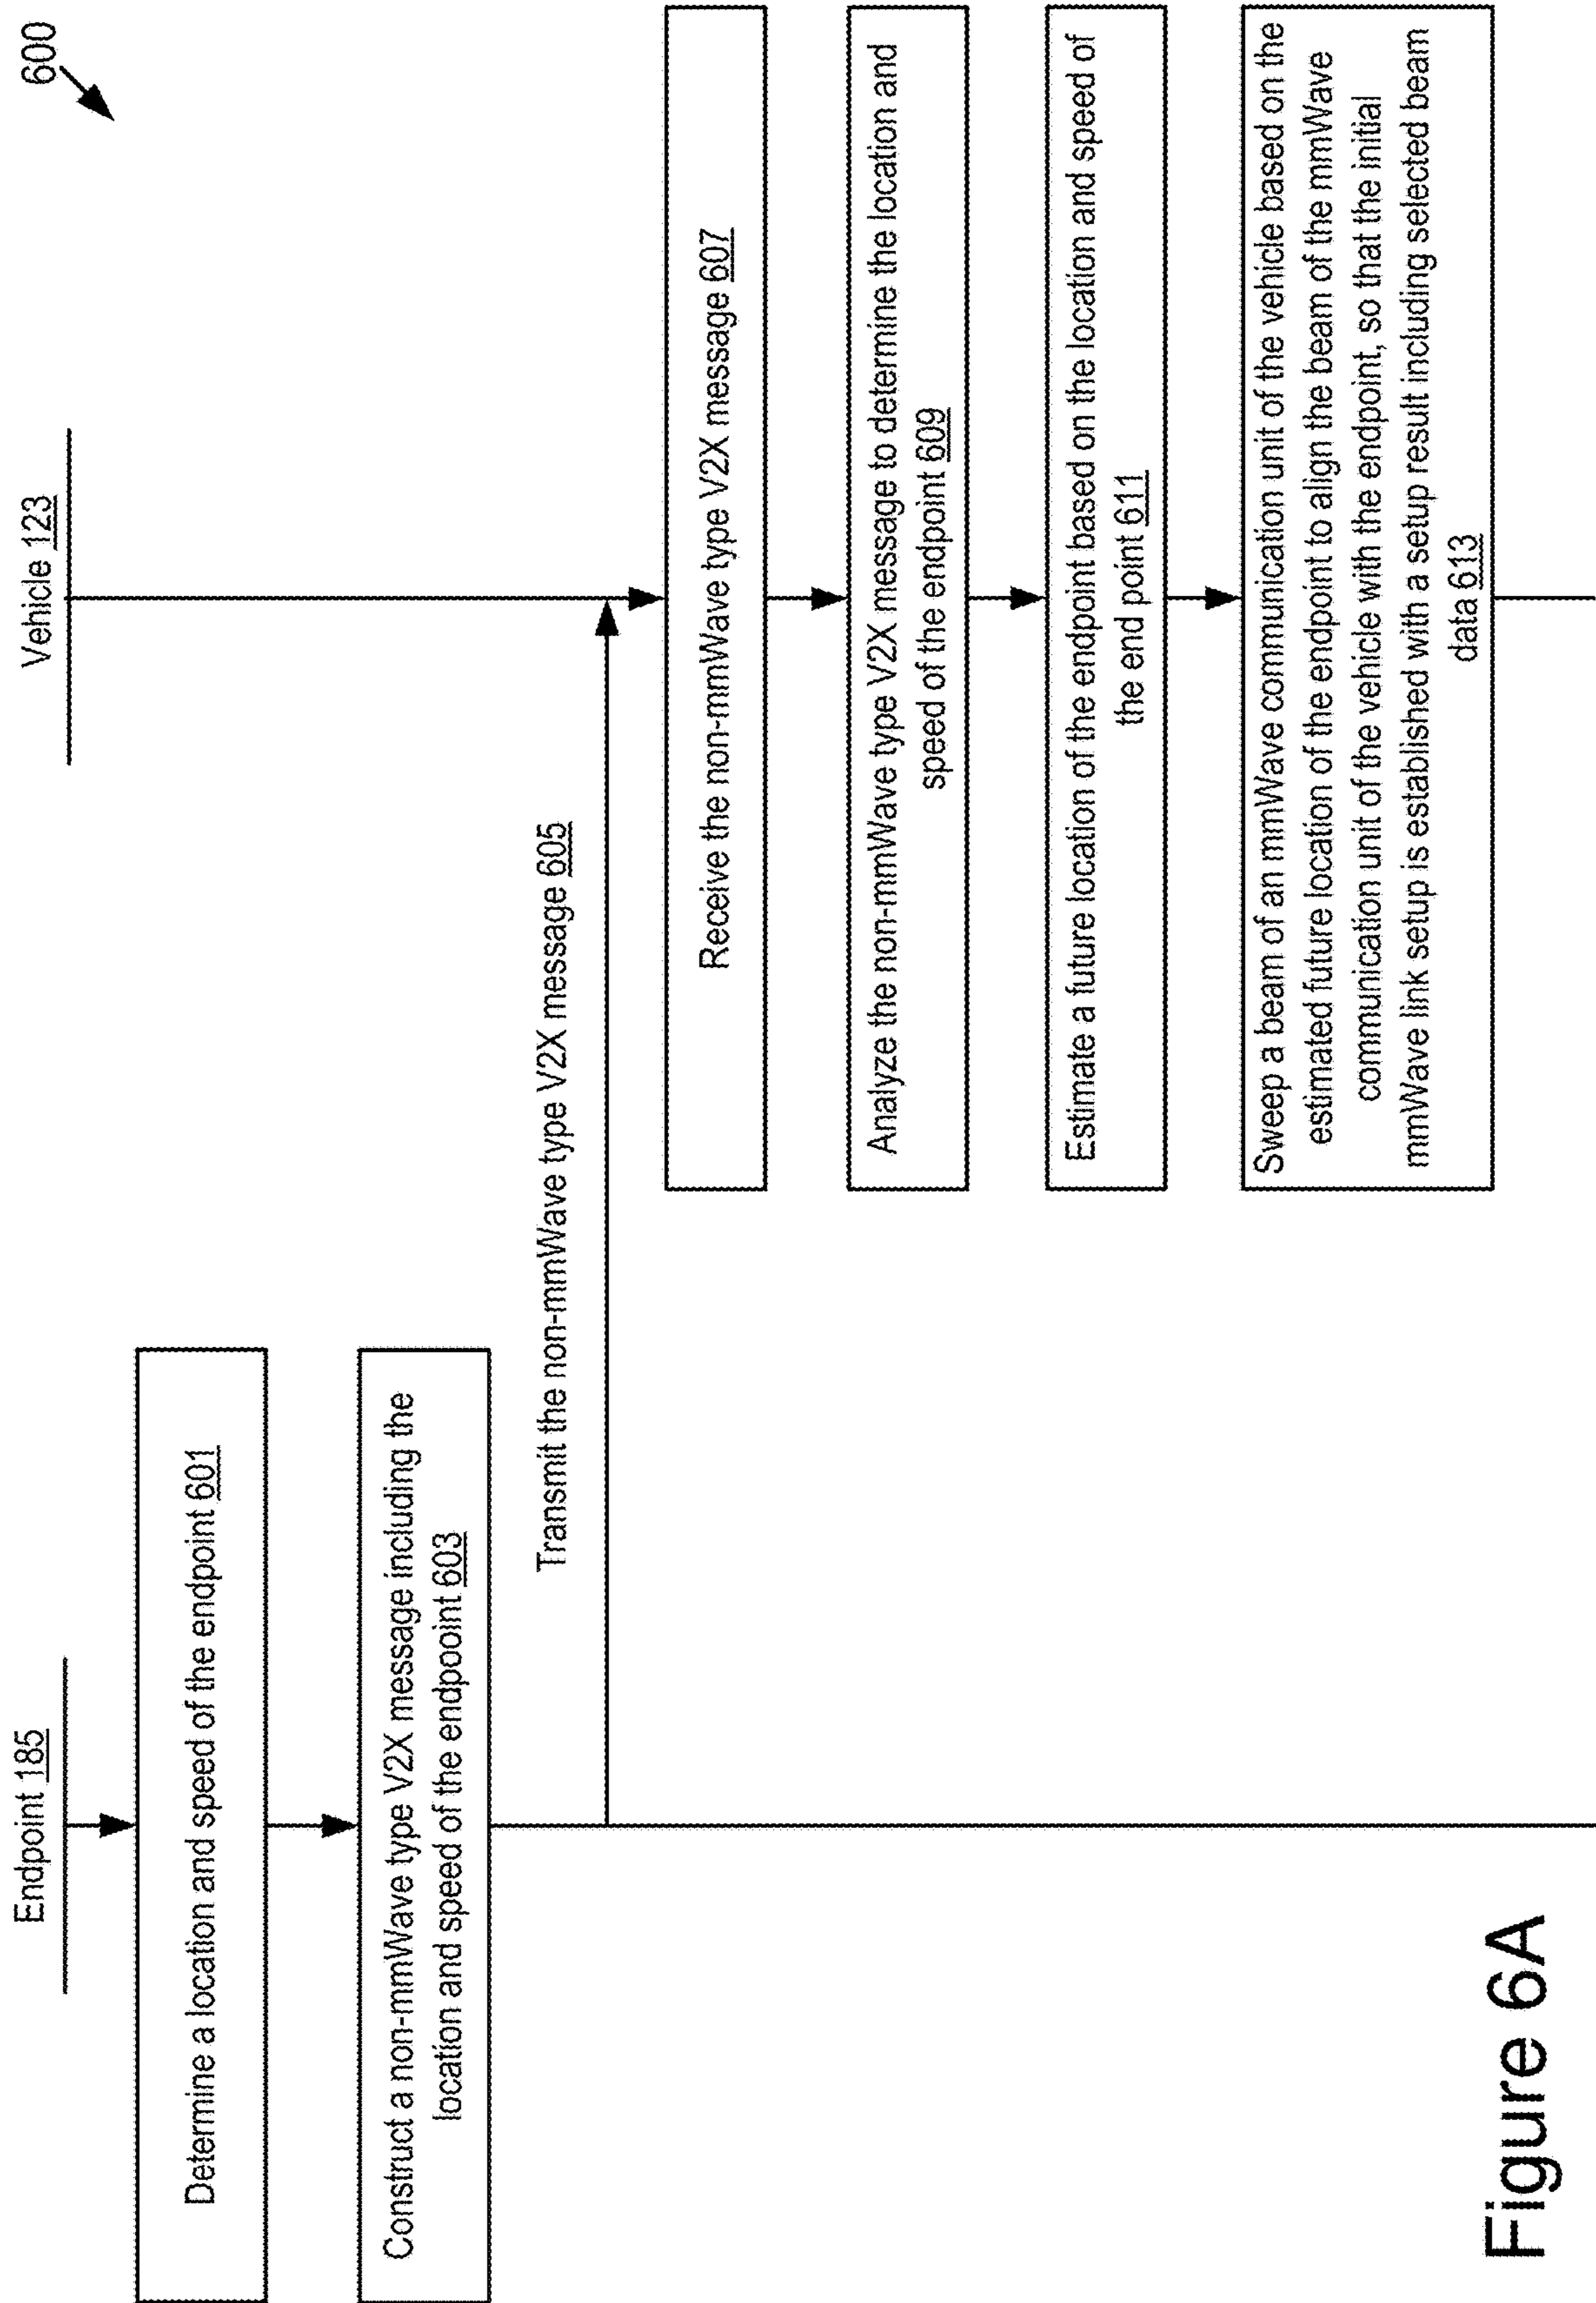 600
Endpoint 185
Vehicle 123
Determine a location and speed of the endpoint 601
Construct a non-mmWave type V2X message including the
location and speed of the endpooint 603
Transmit the non-mmWave type V2X message 605
Receive the non-mmWave type V2X message 607
Analyze the non-mmWave type V2X message to determine the location and
speed of the endpoint 609
Estimate a future location of the endpoint based on the location and speed of
the end point 611
Sweep a beam of an mmWave communication unit of the vehicle based on the
estimated future location of the endpoint to align the beam of the mmWave
communication unit of the vehicle with the endpoint, so that the initial
mmWave link setup is established with a setup result including selected beam
data 613
Figure 6A